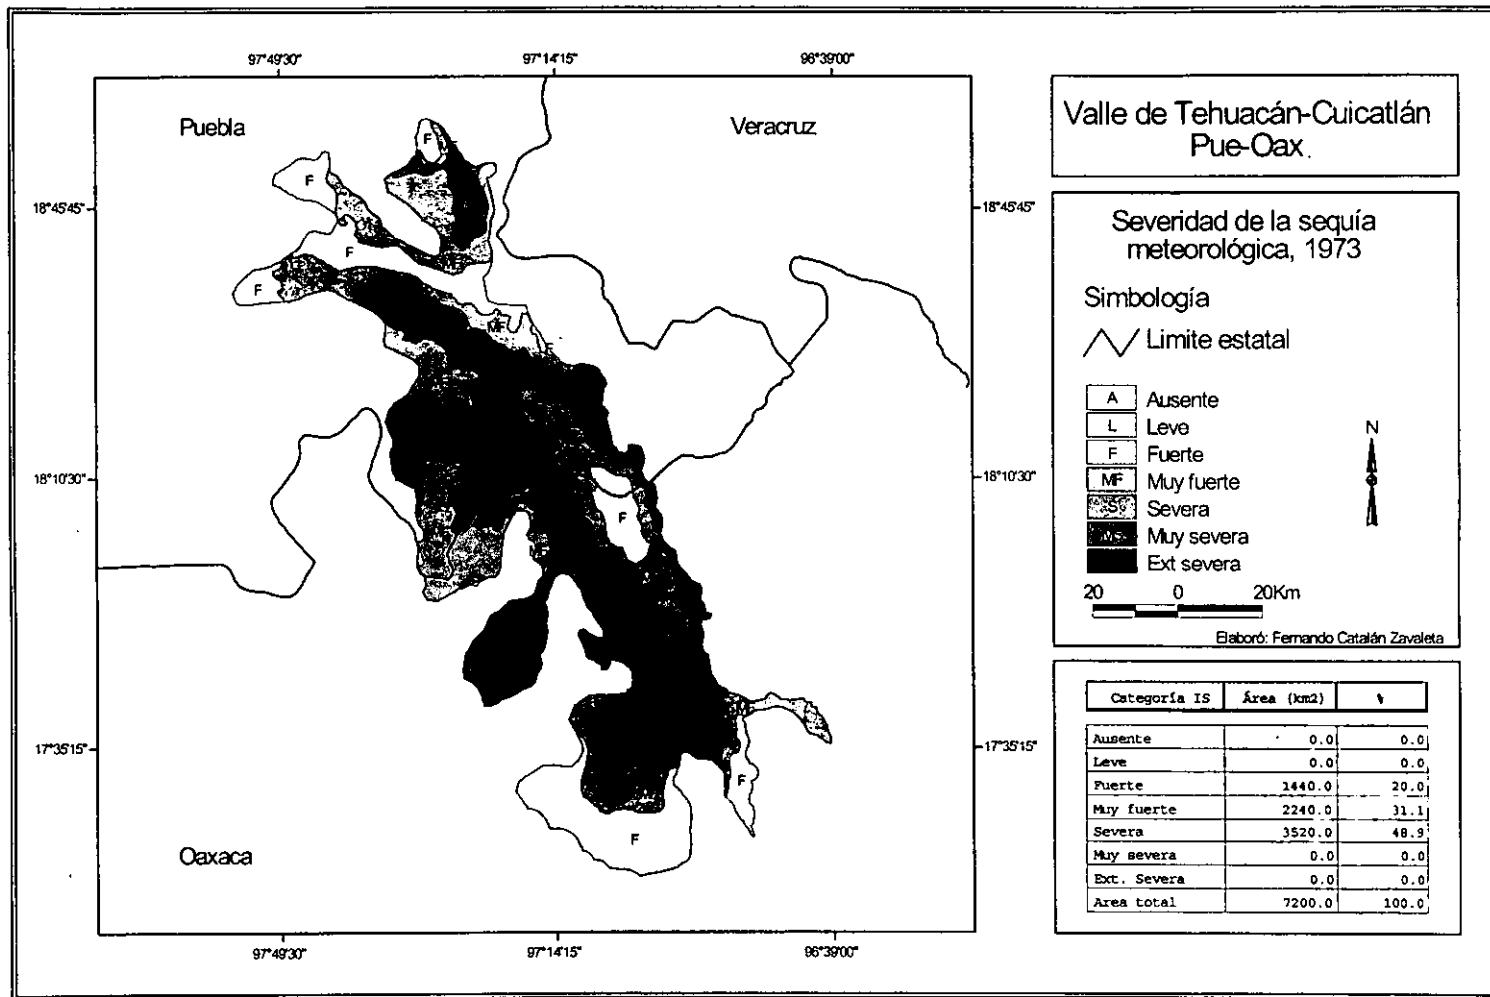 97°49'30"
97°14'15"
96°39'00"
Puebla
Veracruz
F
F
18°45'45"
18°45'45"
F
F
MF
F
18°10'30"
18°10'30"
F
MF
17°35'15"
17°35'15"
F
F
Oaxaca
97°49'30"
97°14'15"
96°39'00"
Valle de Tehuacán-Cuicatlán
Pue-Oax.
Severidad de la sequía
meteorológica, 1973
Simbología
Limite estatal
A Ausente
L Leve
F Fuerte
MF Muy fuerte
S Severa
MS Muy severa
Ext severa
N
20 0 20Km
Elaboró: Fernando Catalán Zavaleta
Categoría IS Área (km2) %
Ausente 0.0 0.0
Leve 0.0 0.0
Fuerte 1440.0 20.0
Muy fuerte 2240.0 31.1
Severa 3520.0 48.9
Muy severa 0.0 0.0
Ext. Severa 0.0 0.0
Area total 7200.0 100.0